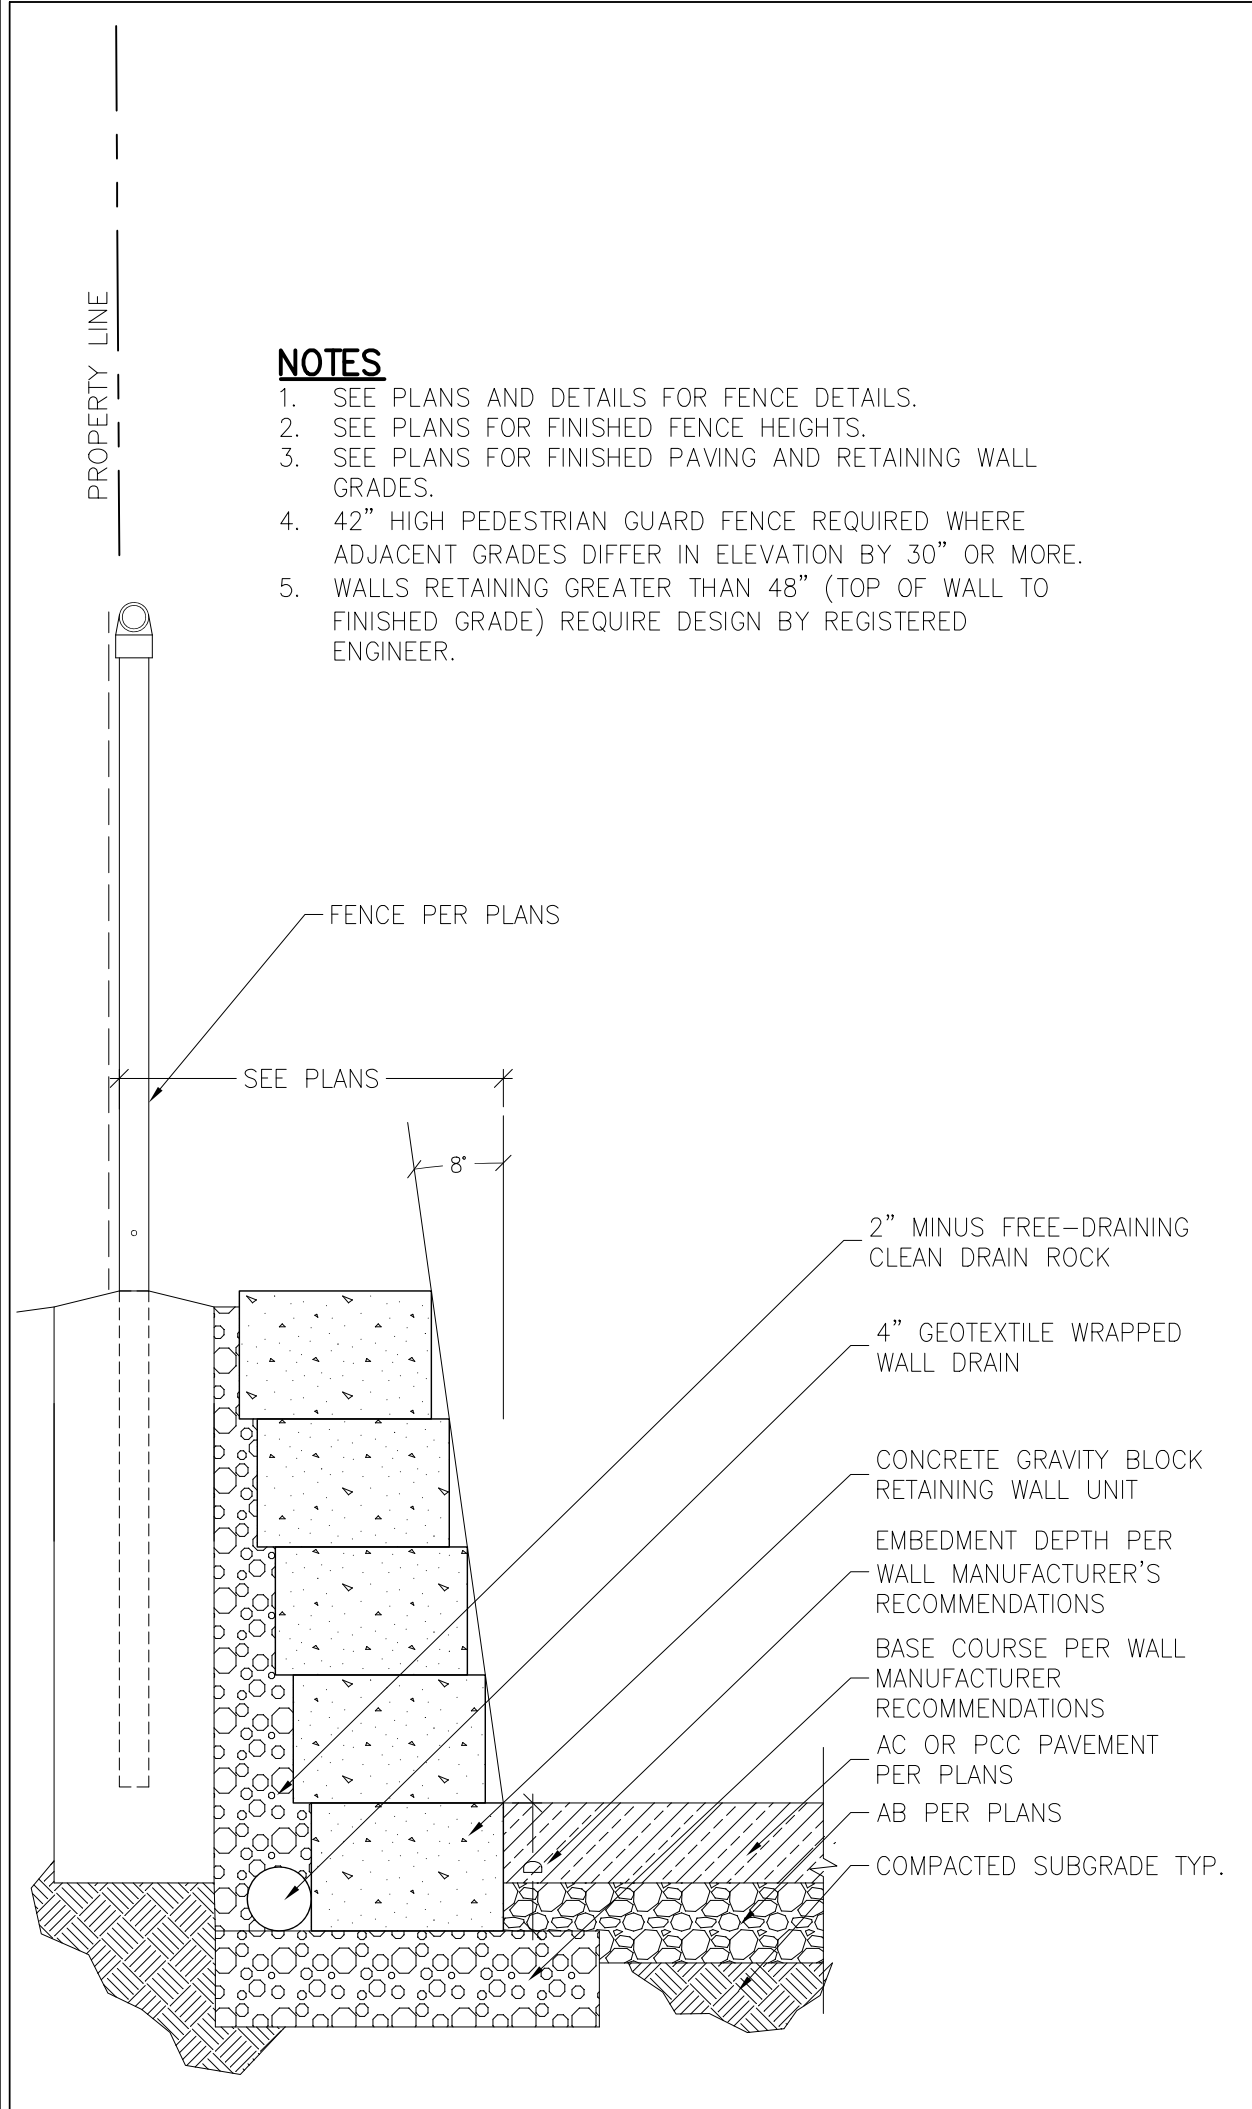 PROPERTY LINE
NOTES
1. SEE PLANS AND DETAILS FOR FENCE DETAILS.
2. SEE PLANS FOR FINISHED FENCE HEIGHTS.
3. SEE PLANS FOR FINISHED PAVING AND RETAINING WALL
GRADES.
4. 42” HIGH PEDESTRIAN GUARD FENCE REQUIRED WHERE
ADJACENT GRADES DIFFER IN ELEVATION BY 30” OR MORE.
5. WALLS RETAINING GREATER THAN 48” (TOP OF WALL TO
FINISHED GRADE) REQUIRE DESIGN BY REGISTERED
ENGINEER.
FENCE PER PLANS
SEE PLANS
8°
2” MINUS FREE-DRAINING
CLEAN DRAIN ROCK
4” GEOTEXTILE WRAPPED
WALL DRAIN
CONCRETE GRAVITY BLOCK
RETAINING WALL UNIT
EMBEDMENT DEPTH PER
WALL MANUFACTURER’S
RECOMMENDATIONS
BASE COURSE PER WALL
MANUFACTURER
RECOMMENDATIONS
AC OR PCC PAVEMENT
PER PLANS
AB PER PLANS
COMPACTED SUBGRADE TYP.
D